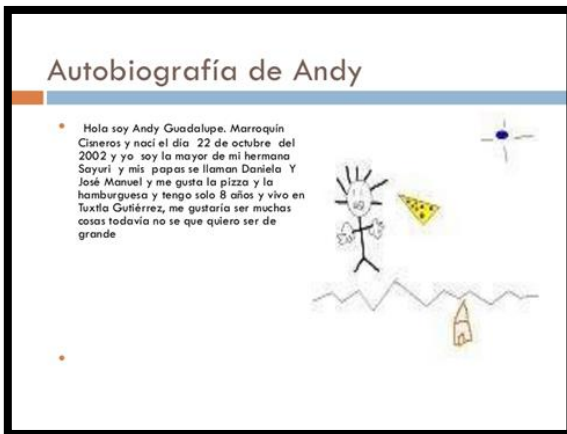 Autobiografía de Andy
Hola soy Andy Guadalupe. Marroquín
Cisneros y nací el día 22 de octubre del
2002 y yo soy la mayor de mi hermana
Sayuri y mis papas se llaman Daniela Y
José Manuel y me gusta la pizza y la
hamburguesa y tengo solo 8 años y vivo en
Tuxtla Gutiérrez, me gustaría ser muchas
cosas todavía no se que quiero ser de
grande